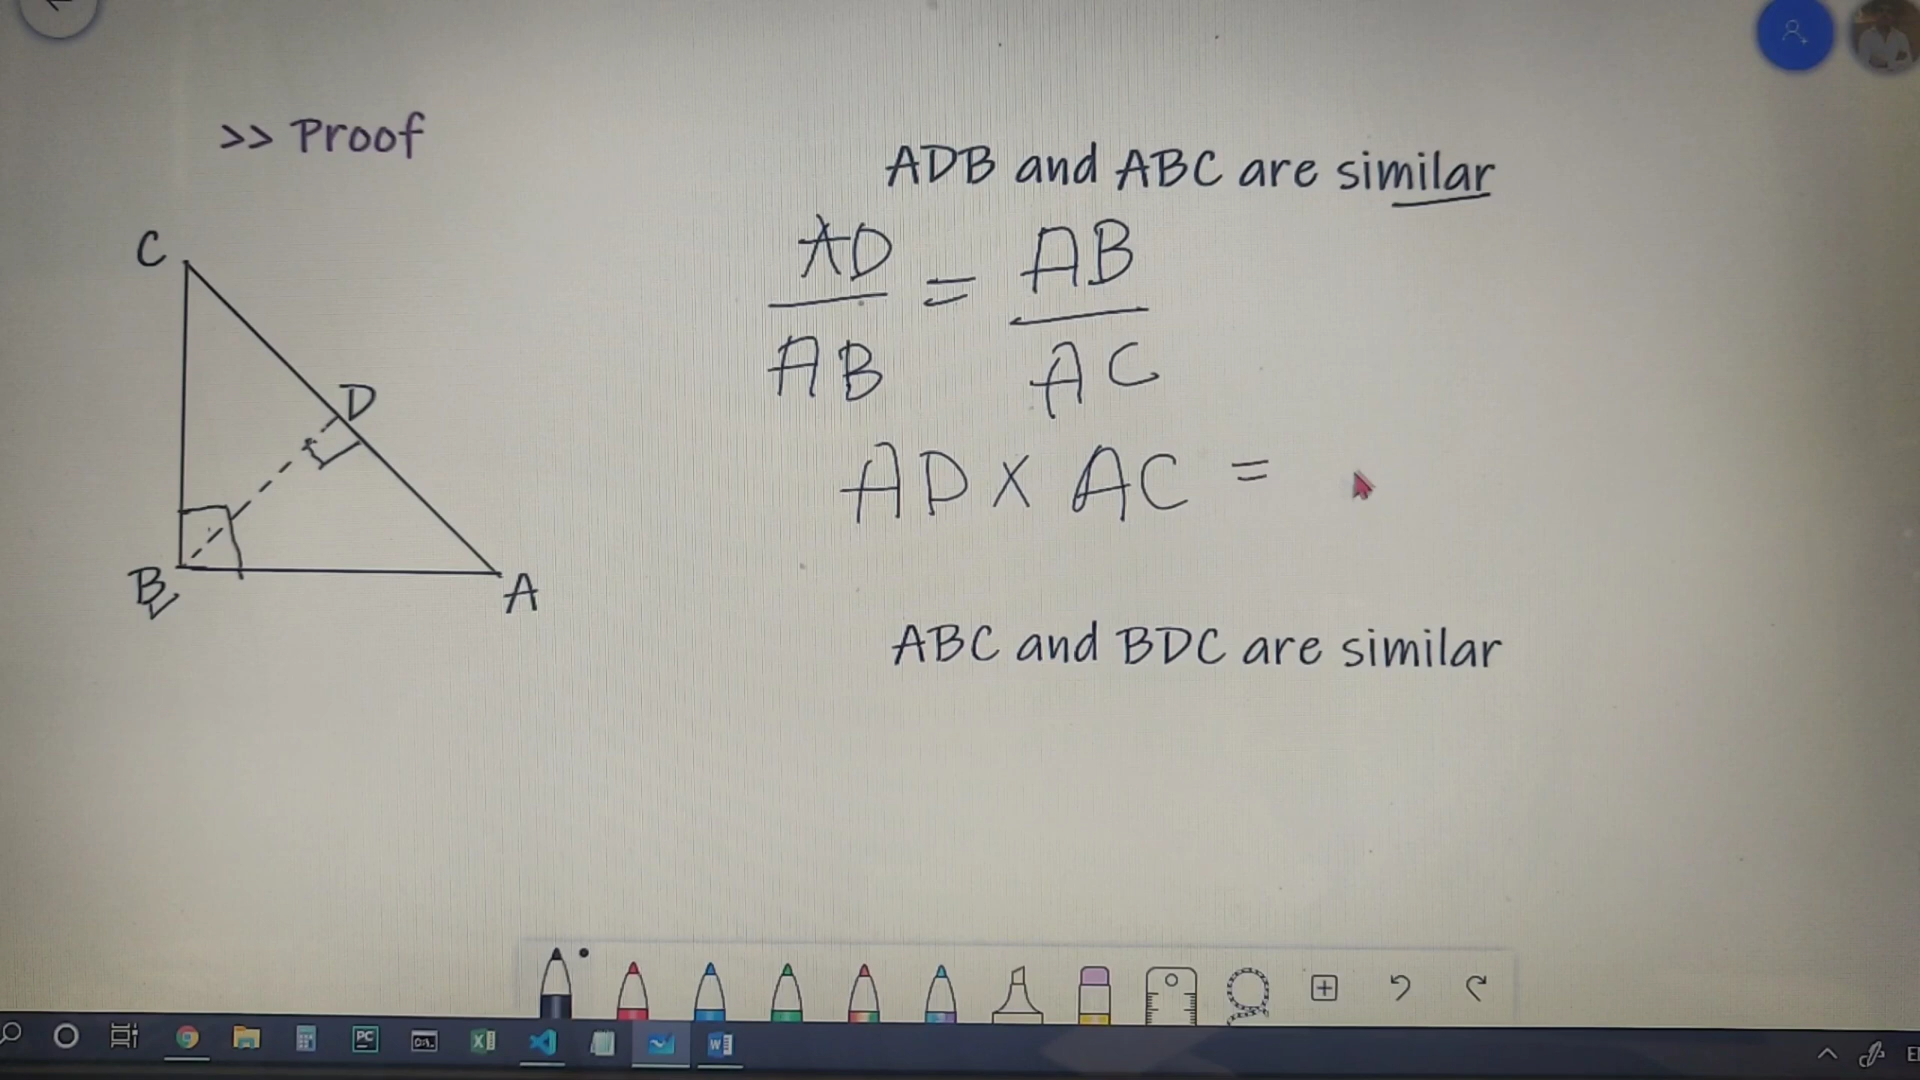 >> Proof
ADB and ABC are similar
AD = AB
AB AC
AD X AC =
ABC and BDC are similar
C
D
B
A